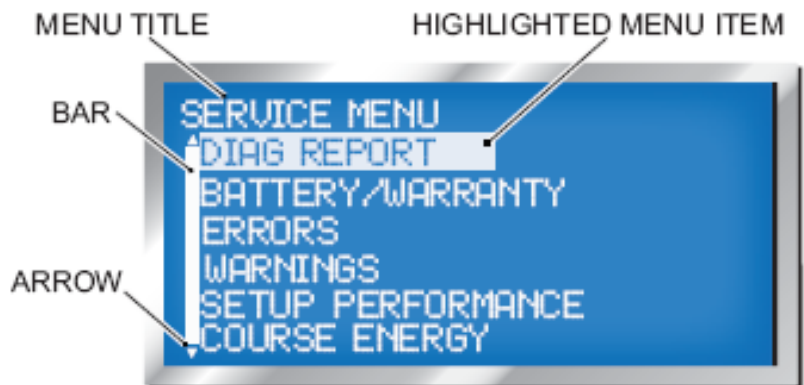 MENU TITLE
HIGHLIGHTED MENU ITEM
BAR
SERVICE MENU
DIAG REPORT
BATTERY/WARRANTY
ERRORS
WARNINGS
ARROW
SETUP PERFORMANCE
COURSE ENERGY